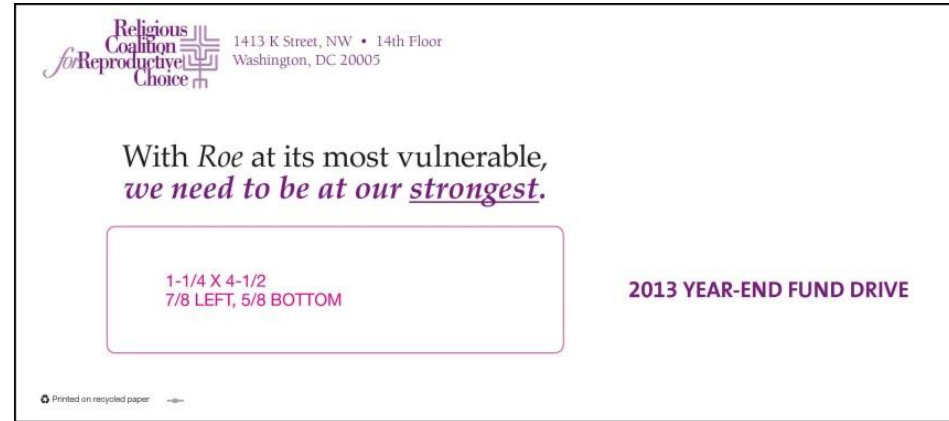 Religious
Coalition
for Reproductive
Choice
1413 K Street, NW • 14th Floor
Washington, DC 20005
With Roe at its most vulnerable,
we need to be at our strongest.
1-1/4 X 4-1/2
7/8 LEFT, 5/8 BOTTOM
2013 YEAR-END FUND DRIVE
Printed on recycled paper